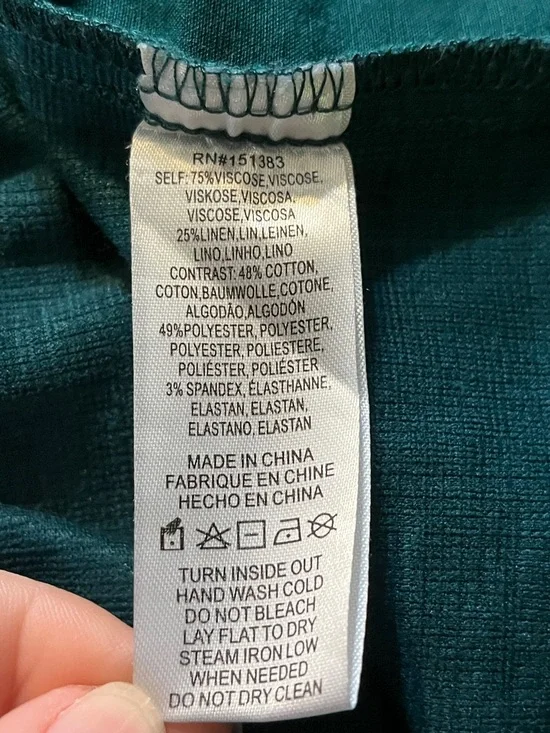 RN#151383
SELF: 75%VISCOSE,VISCOSE,
VISKOSE,VISCOSA,
VISCOSE,VISCOSA
25%LINEN,LIN,LEINEN,
LINO,LINHO,LINO
CONTRAST: 48% COTTON,
COTON,BAUMWOLLE,COTONE,
ALGODÃO,ALGODÓN
49%POLYESTER, POLYESTER,
POLYESTER, POLIESTERE,
POLIÉSTER, POLIÉSTER
3% SPANDEX, ÉLASTHANNE,
ELASTAN, ELASTAN,
ELASTANO, ELASTAN
MADE IN CHINA
FABRIQUE EN CHINE
HECHO EN CHINA
TURN INSIDE OUT
HAND WASH COLD
DO NOT BLEACH
LAY FLAT TO DRY
STEAM IRON LOW
WHEN NEEDED
DO NOT DRY CLEAN